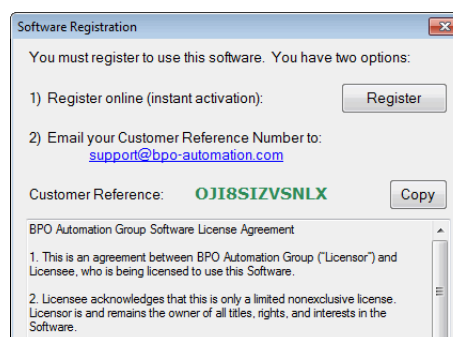 Software Registration
You must register to use this software. You have two options:
1) Register online (instant activation):
Register
2) Email your Customer Reference Number to:
support@bpo-automation.com
Customer Reference: OJI8SIZVSNLX
Copy
BPO Automation Group Software License Agreement
1. This is an agreement between BPO Automation Group ("Licensor") and
Licensee, who is being licensed to use this Software.
2. Licensee acknowledges that this is only a limited nonexclusive license.
Licensor is and remains the owner of all titles, rights, and interests in the
Software.